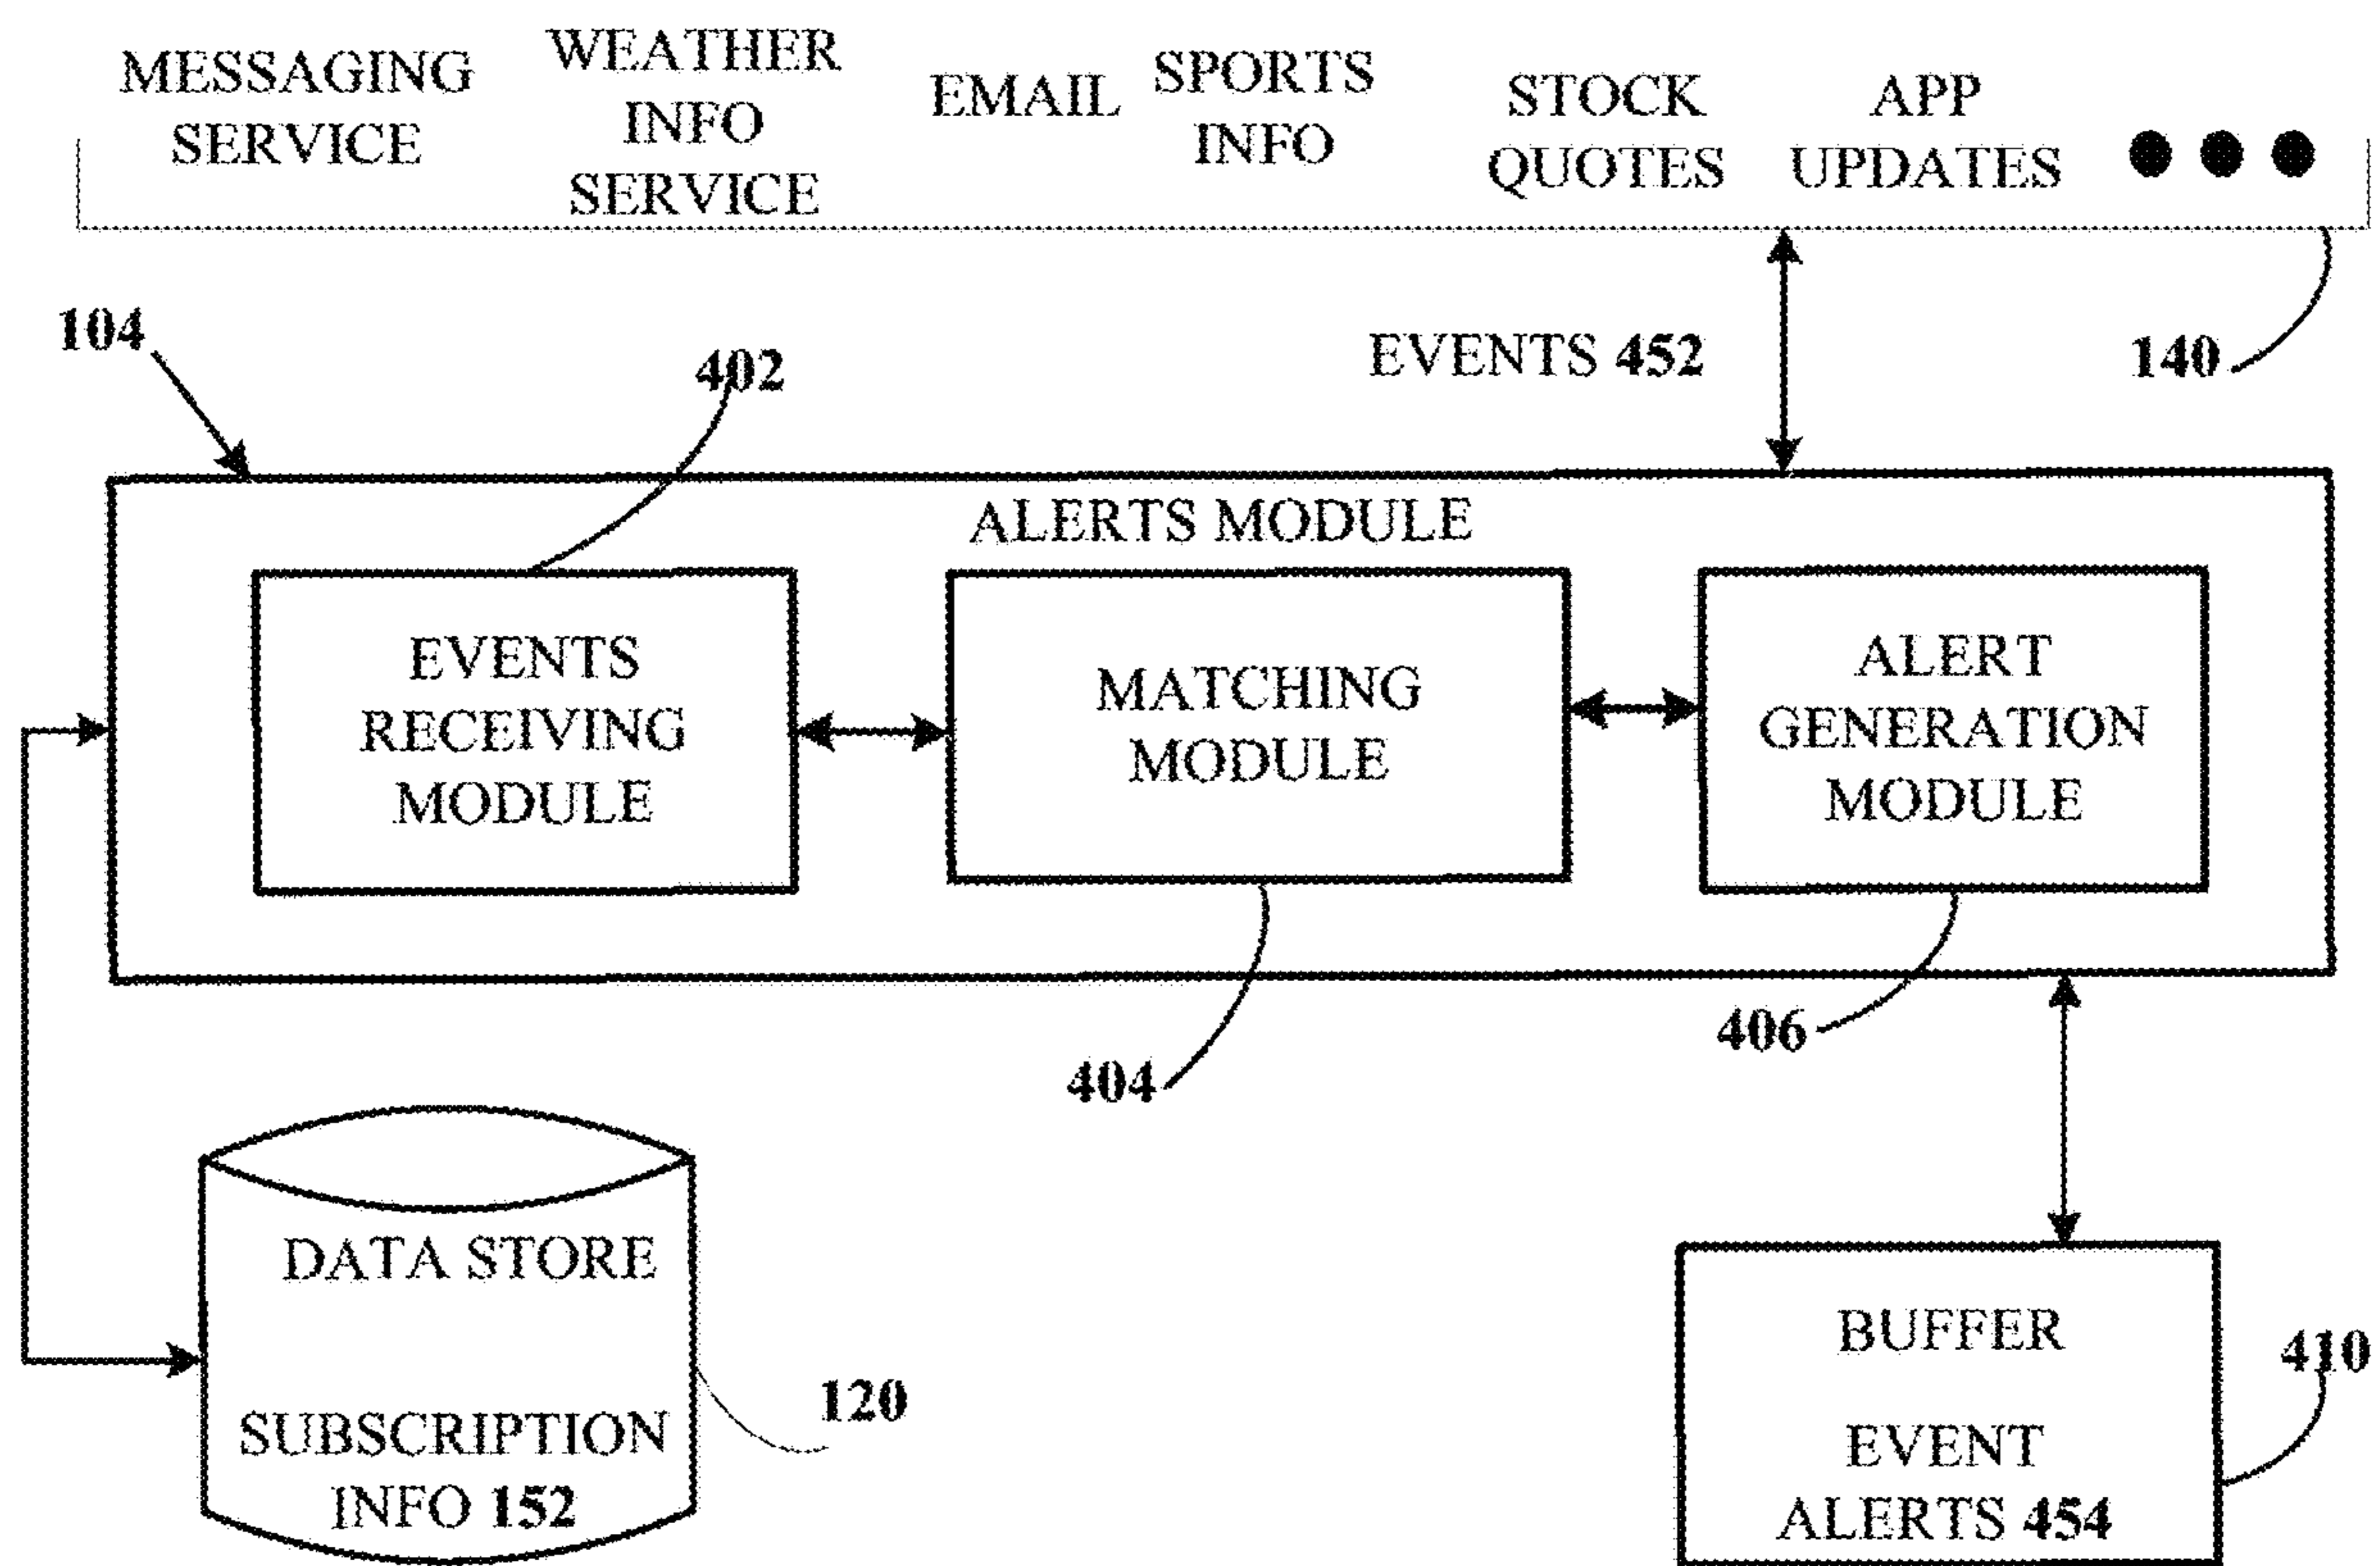 MESSAGING
SERVICE
WEATHER
INFO
SERVICE
EMAIL
SPORTS
INFO
STOCK
QUOTES
APP
UPDATES
104
402
EVENTS 452
140
ALERTS MODULE
EVENTS
RECEIVING
MODULE
MATCHING
MODULE
ALERT
GENERATION
MODULE
404
406
DATA STORE
SUBSCRIPTION
INFO 152
120
BUFFER
EVENT
ALERTS 454
410